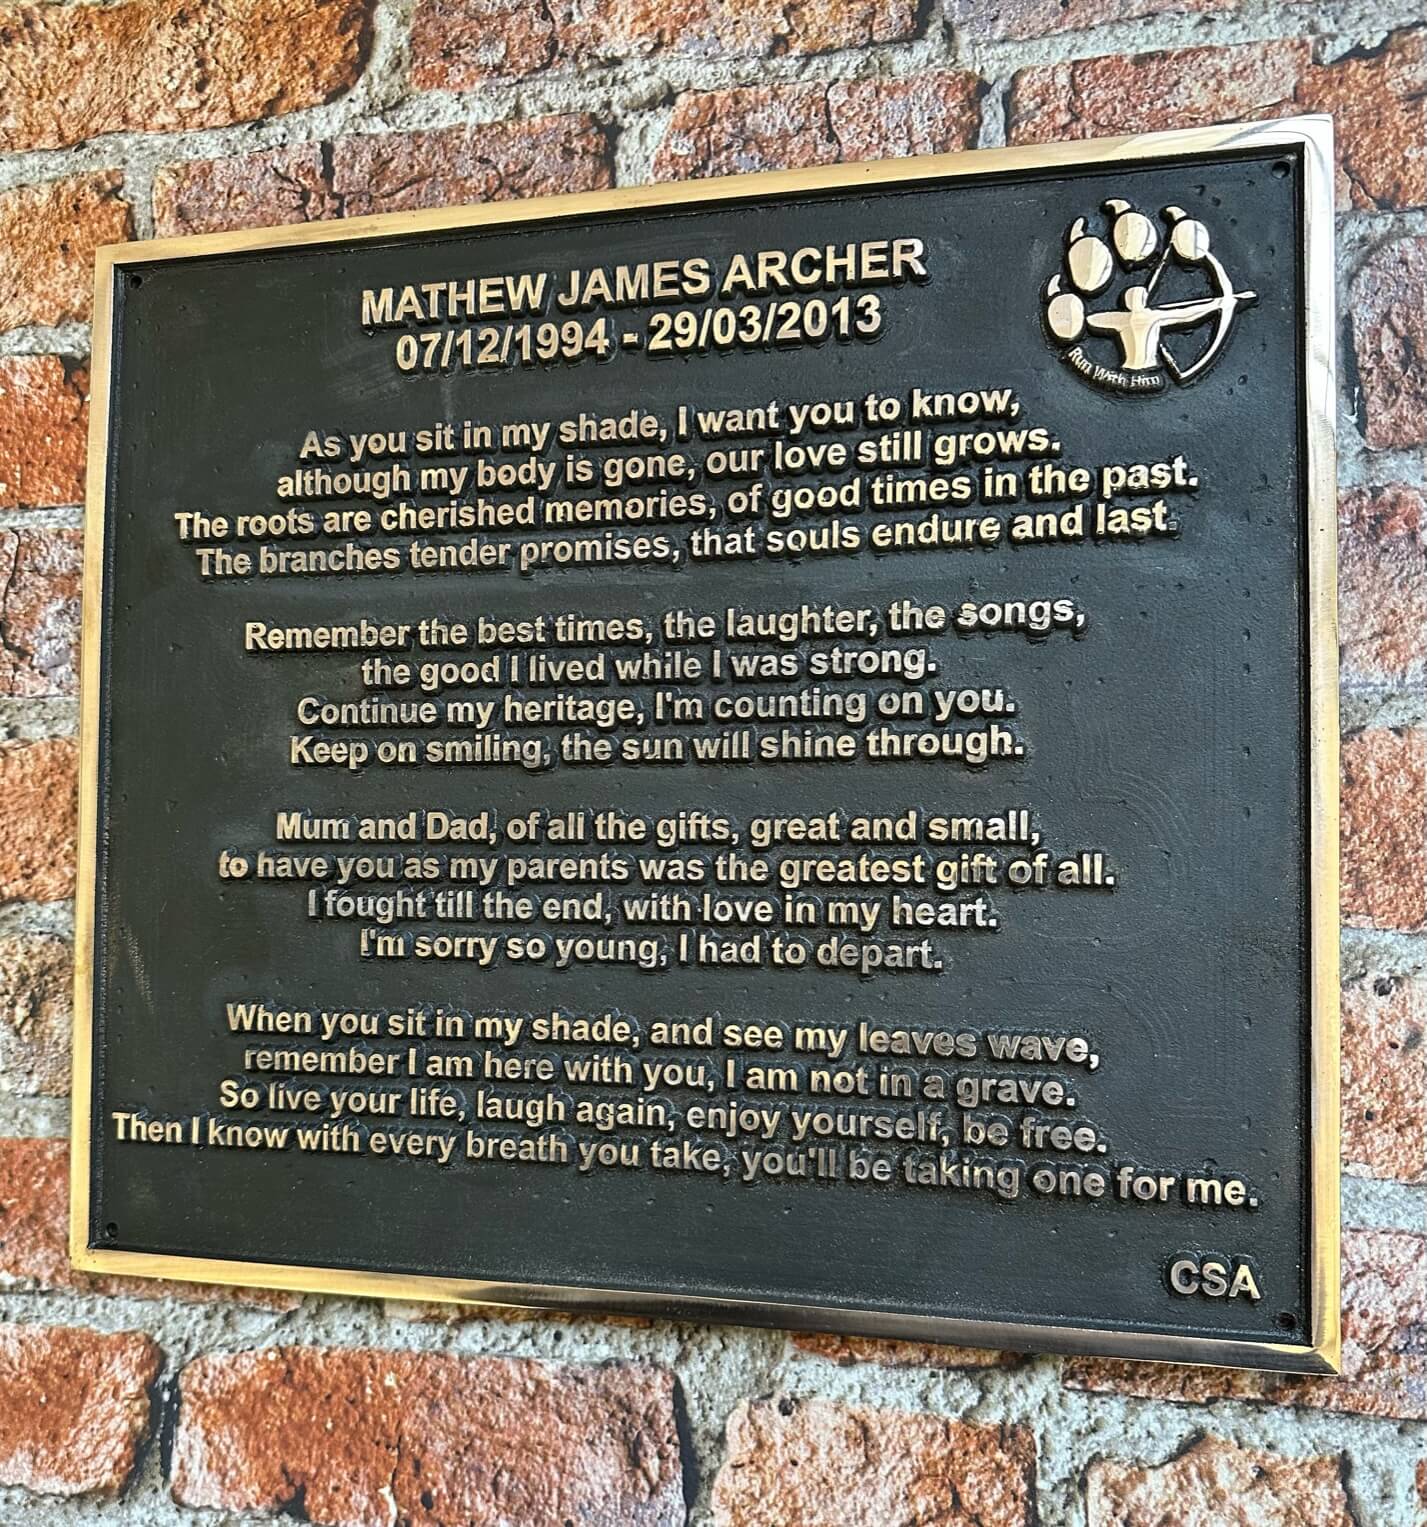 MATHEW JAMES ARCHER
07/12/1994 - 29/03/2013
Run With Him
As you sit in my shade, I want you to know,
although my body is gone, our love still grows.
The roots are cherished memories, of good times in the past.
The branches tender promises, that souls endure and last.
Remember the best times, the laughter, the songs,
the good I lived while I was strong.
Continue my heritage, I'm counting on you.
Keep on smiling, the sun will shine through.
Mum and Dad, of all the gifts, great and small,
to have you as my parents was the greatest gift of all.
I fought till the end, with love in my heart.
I'm sorry so young, I had to depart.
When you sit in my shade, and see my leaves wave,
remember I am here with you, I am not in a grave.
So live your life, laugh again, enjoy yourself, be free.
Then I know with every breath you take, you'll be taking one for me.
CSA